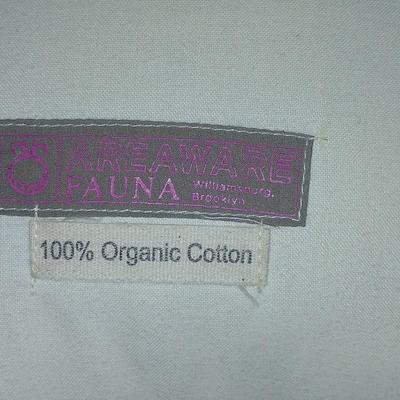 AREAWARE
FAUNA Williamsburg,
Brooklyn
100% Organic Cotton